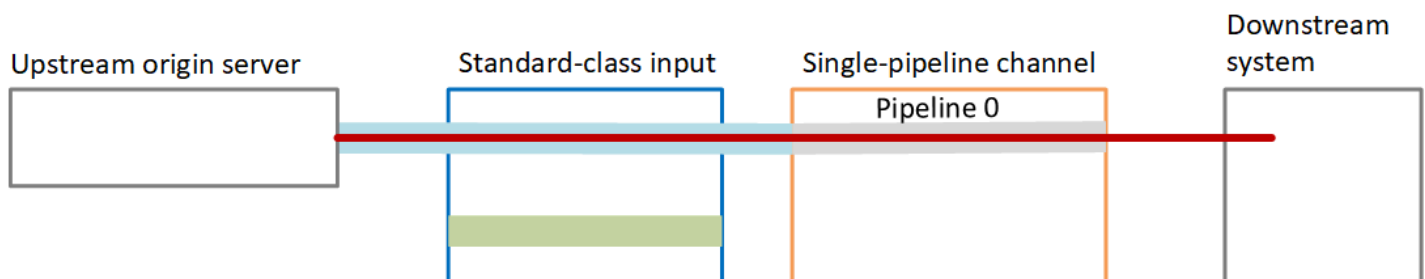 Upstream origin server
Standard-class input
Single-pipeline channel
Downstream
system
Pipeline 0